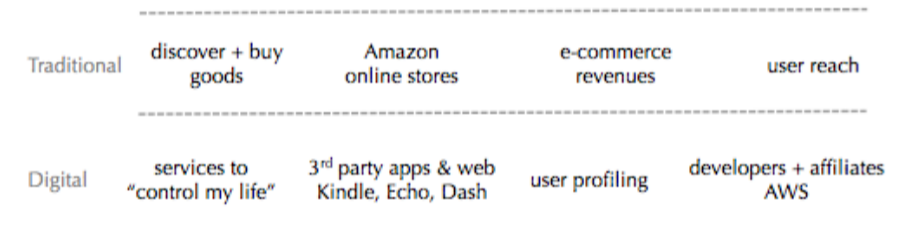 Traditional
discover + buy
goods
Amazon
online stores
e-commerce
revenues
user reach
Digital
services to
“control my life”
3rd party apps & web
Kindle, Echo, Dash
user profiling
developers + affiliates
AWS